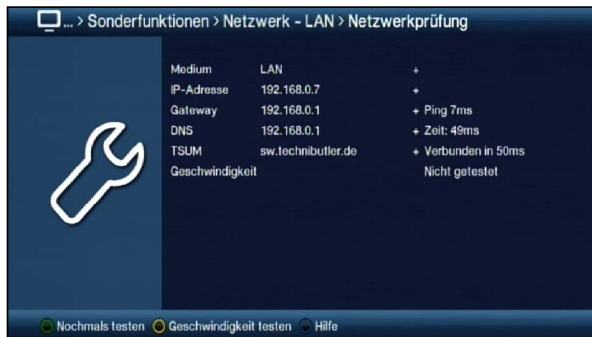 ... > Sonderfunktionen > Netzwerk - LAN > Netzwerkprüfung
Medium LAN +
IP-Adresse 192.168.0.7 +
Gateway 192.168.0.1 + Ping 7ms
DNS 192.168.0.1 + Zeit: 49ms
TSUM sw.technibutler.de + Verbunden in 50ms
Geschwindigkeit Nicht getestet
Nochmals testen Geschwindigkeit testen Hilfe